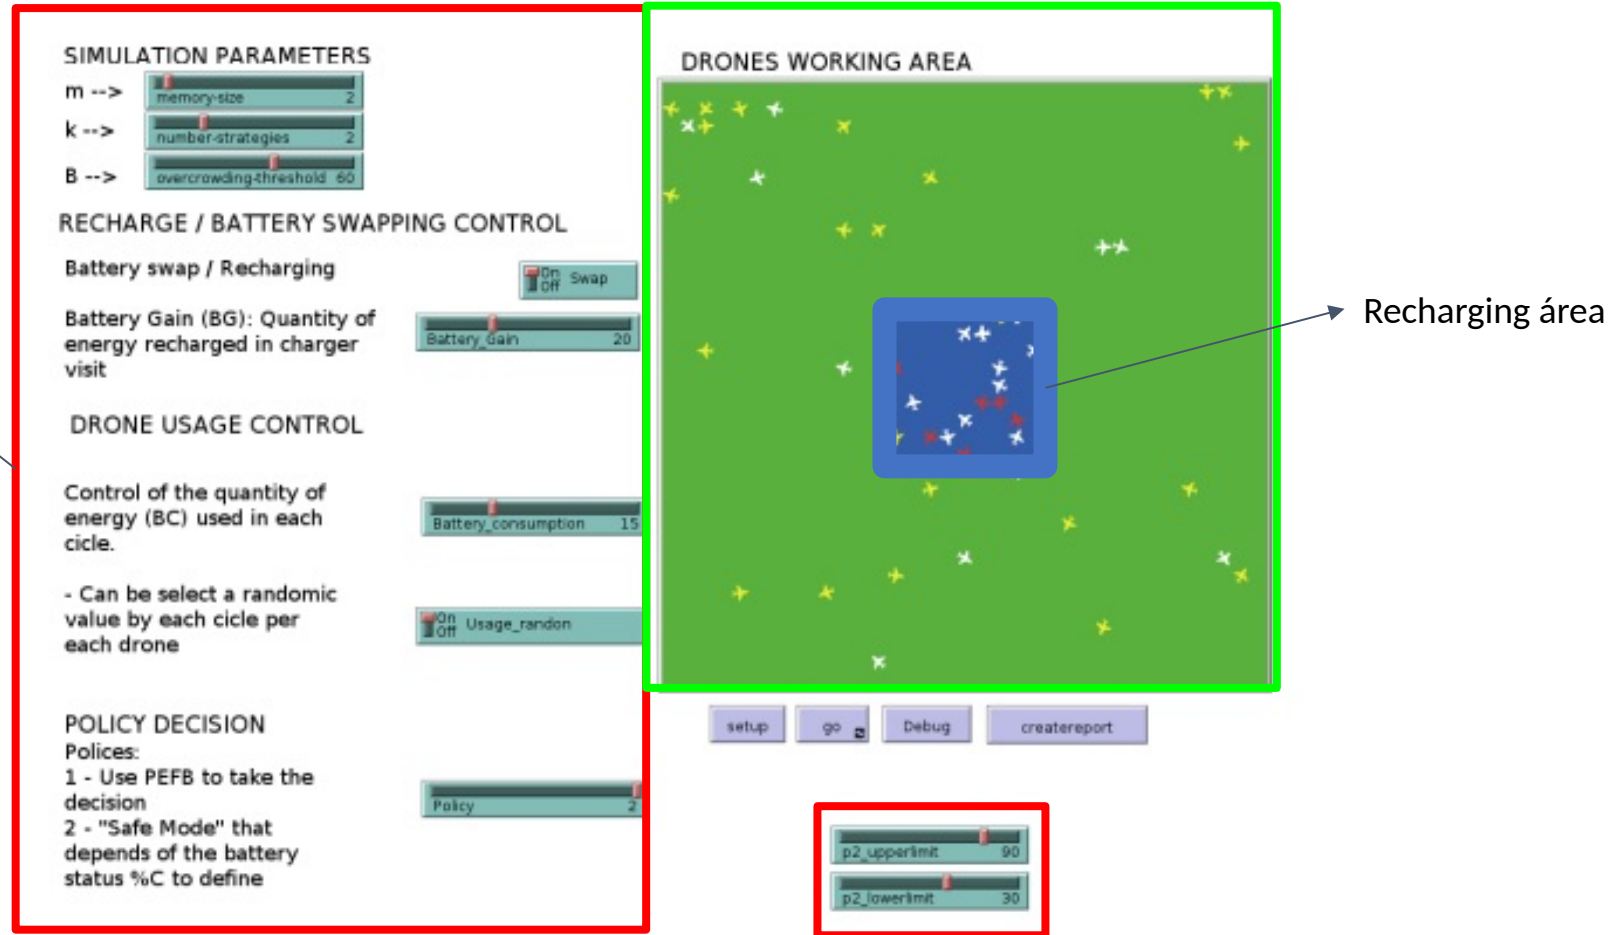 SIMULATION PARAMETERS
m -->
memory-size 2
k -->
number-strategies 2
B -->
overcrowding-threshold 60
RECHARGE / BATTERY SWAPPING CONTROL
Battery swap / Recharging
On
Off
Swap
Battery Gain (BG): Quantity of
energy recharged in charger
visit
Battery_Gain 20
DRONE USAGE CONTROL
Control of the quantity of
energy (BC) used in each
cicle.
Battery_consumption 15
- Can be select a randomic
value by each cicle per
each drone
On
Off
Usage_randon
POLICY DECISION
Polices:
1 - Use PEFB to take the
decision
2 - "Safe Mode" that
depends of the battery
status %C to define
Policy 2
DRONES WORKING AREA
Recharging área
setup
go
Debug
createreport
p2_upperlimit 90
p2_lowerlimit 30